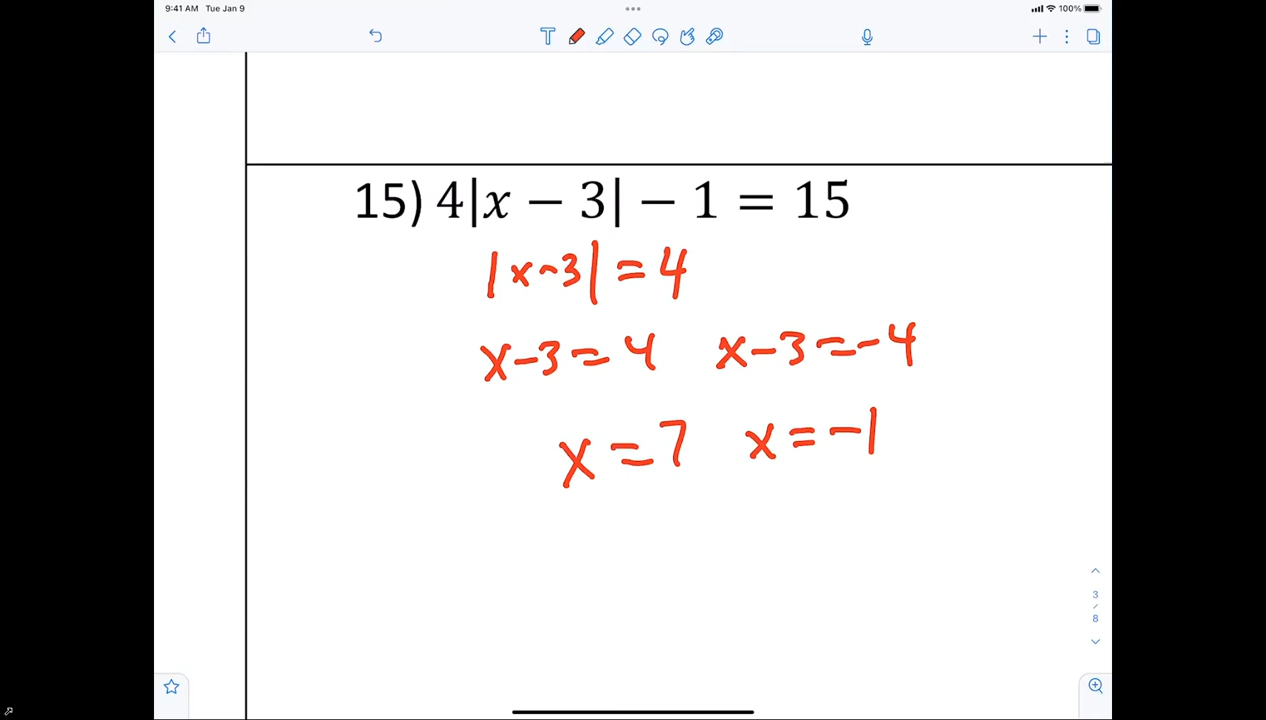 9:41 AM Tue Jan 9
100%
15) 4|x − 3| − 1 = 15
|x-3| = 4
x-3=4 x-3=-4
x=7 x=-1
3
/
8